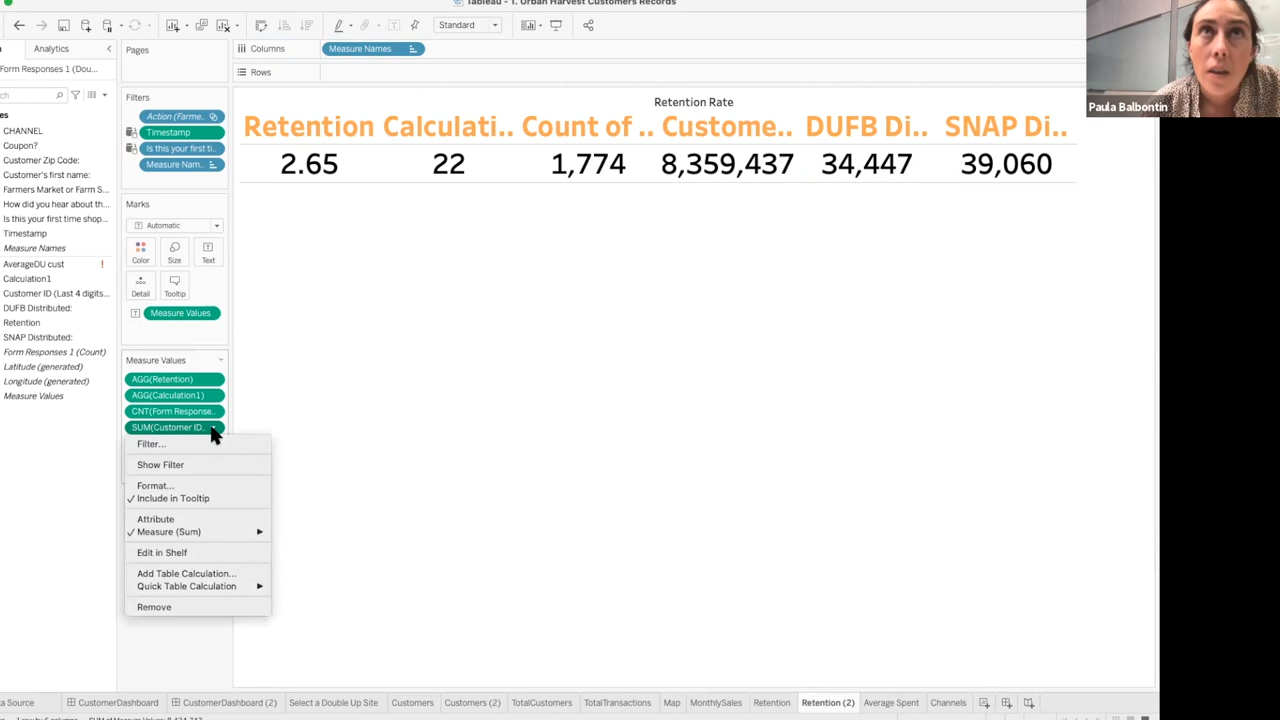 Tableau - 1. Urban Harvest Customers Records
Standard
Analytics
Pages
Columns
Measure Names
Form Responses 1 (Dou...
Rows
Filters
Retention Rate
Action (Farme..
Timestamp
Is this your first ti..
Measure Nam..
Retention Calculati.. Count of .. Custome.. DUFB Di.. SNAP Di..
2.65 22 1,774 8,359,437 34,447 39,060
CHANNEL
Coupon?
Customer Zip Code:
Customer's first name:
Farmers Market or Farm S...
How did you hear about th...
Is this your first time shop...
Timestamp
Measure Names
AverageDU cust !
Calculation1
Customer ID (Last 4 digits...
DUFB Distributed:
Retention
SNAP Distributed:
Form Responses 1 (Count)
Latitude (generated)
Longitude (generated)
Measure Values
Marks
Automatic
Color
Size
Text
Detail
Tooltip
Measure Values
Measure Values
AGG(Retention)
AGG(Calculation1)
CNT(Form Response..
SUM(Customer ID..
Filter...
Show Filter
Format...
Include in Tooltip
Attribute
Measure (Sum)
Edit in Shelf
Add Table Calculation...
Quick Table Calculation
Remove
Paula Balbontin
ta Source
CustomerDashboard
CustomerDashboard (2)
Select a Double Up Site
Customers
Customers (2)
TotalCustomers
TotalTransactions
Map
MonthlySales
Retention
Retention (2)
Average Spent
Channels